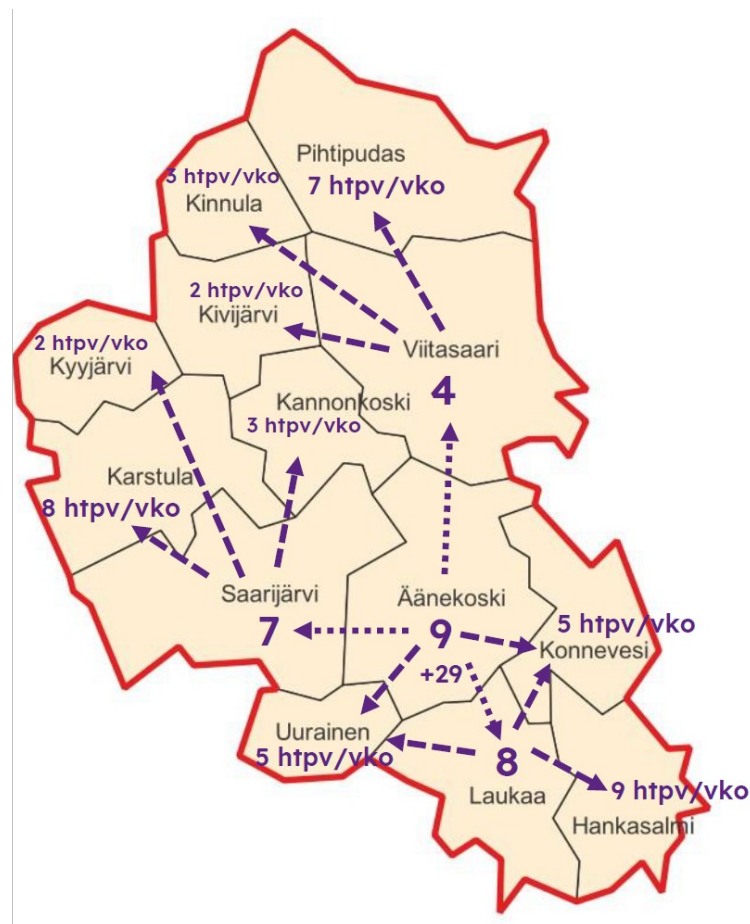 Pihtipudas
3 htpv/vko
7 htpv/vko
Kinnula
2 htpv/vko
Kivijärvi
2 htpv/vko
Kyyjärvi
Viitasaari
4
Kannonkoski
3 htpv/vko
Karstula
8 htpv/vko
Saarijärvi
7
Äänekoski
9
+29
5 htpv/vko
Konnevesi
Uurainen
5 htpv/vko
8
Laukaa
9 htpv/vko
Hankasalmi